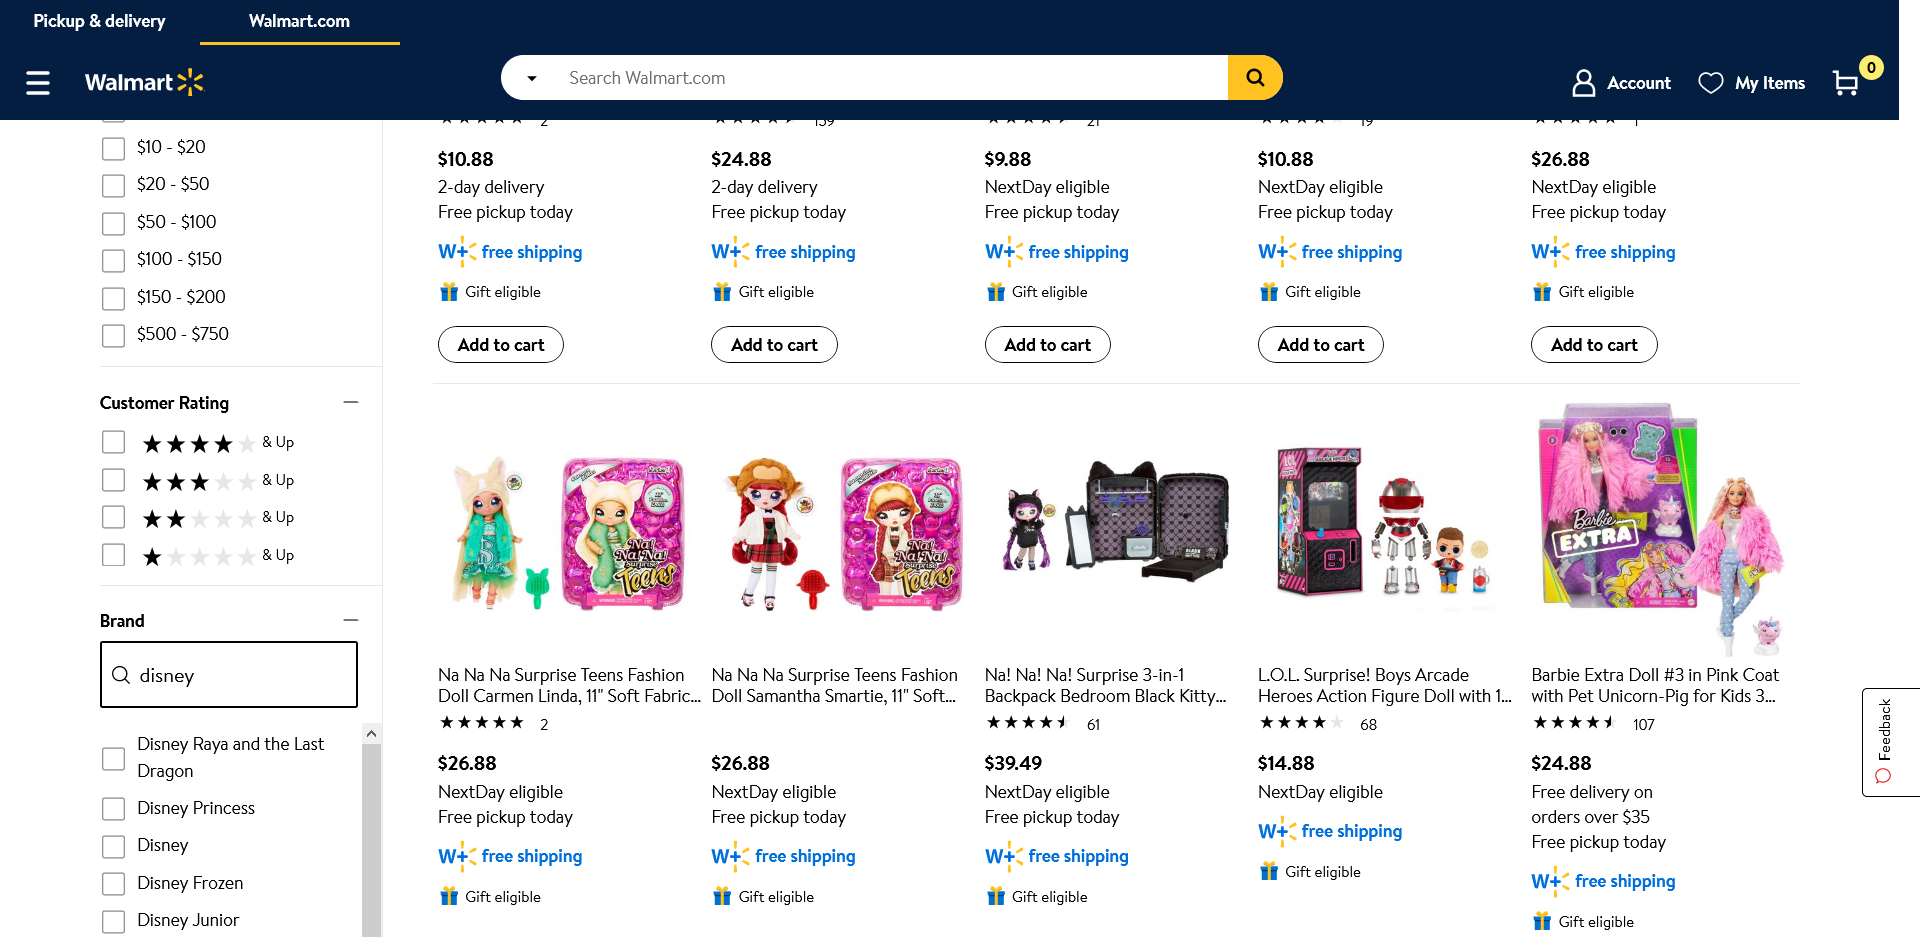 Pickup & delivery
Walmart.com
Walmart
Search Walmart.com
Account
My Items
0
$10 - $20
$20 - $50
$50 - $100
$100 - $150
$150 - $200
$500 - $750
Customer Rating
& Up
& Up
& Up
& Up
Brand
disney
Disney Raya and the Last
Dragon
Disney Princess
Disney
Disney Frozen
Disney Junior
2
159
21
19
1
$10.88
2-day delivery
Free pickup today
W+ free shipping
Gift eligible
Add to cart
$24.88
2-day delivery
Free pickup today
W+ free shipping
Gift eligible
Add to cart
$9.88
NextDay eligible
Free pickup today
W+ free shipping
Gift eligible
Add to cart
$10.88
NextDay eligible
Free pickup today
W+ free shipping
Gift eligible
Add to cart
$26.88
NextDay eligible
Free pickup today
W+ free shipping
Gift eligible
Add to cart
Na! Na! Na!
Surprise
Teens
Na! Na! Na!
Surprise
Teens
Barbie
EXTRA
Na Na Na Surprise Teens Fashion
Doll Carmen Linda, 11" Soft Fabric...
2
$26.88
NextDay eligible
Free pickup today
W+ free shipping
Gift eligible
Na Na Na Surprise Teens Fashion
Doll Samantha Smartie, 11" Soft...
$26.88
NextDay eligible
Free pickup today
W+ free shipping
Gift eligible
Na! Na! Na! Surprise 3-in-1
Backpack Bedroom Black Kitty...
61
$39.49
NextDay eligible
Free pickup today
W+ free shipping
Gift eligible
L.O.L. Surprise! Boys Arcade
Heroes Action Figure Doll with 1...
68
$14.88
NextDay eligible
W+ free shipping
Gift eligible
Barbie Extra Doll #3 in Pink Coat
with Pet Unicorn-Pig for Kids 3...
107
$24.88
Free delivery on
orders over $35
Free pickup today
W+ free shipping
Gift eligible
Feedback